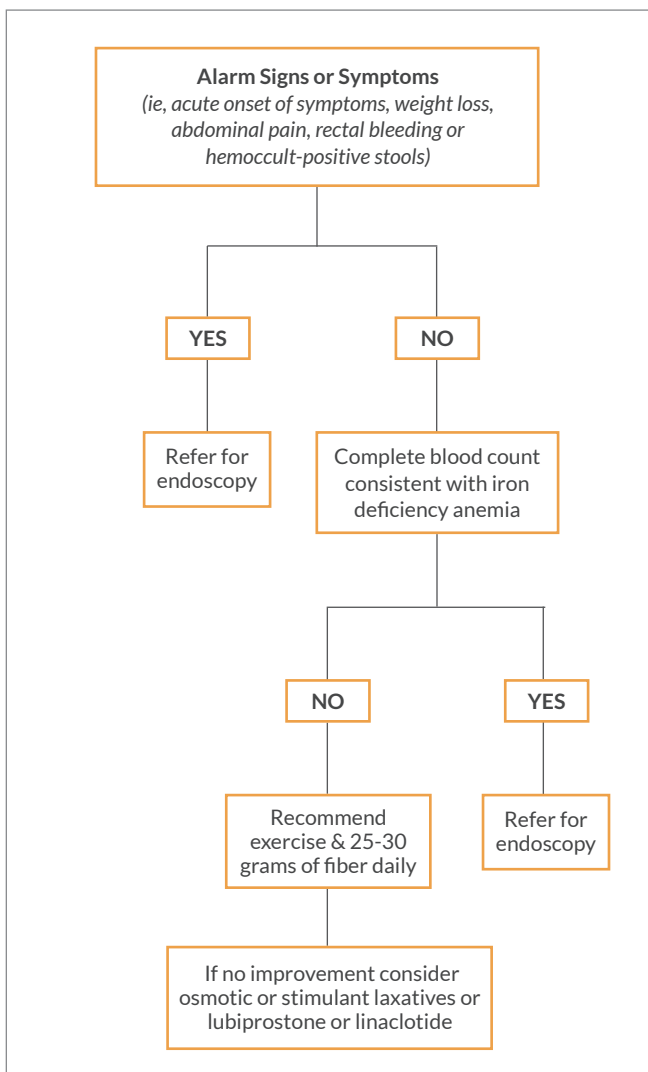 Alarm Signs or Symptoms
(ie, acute onset of symptoms, weight loss,
abdominal pain, rectal bleeding or
hemoccult-positive stools)
YES
NO
Refer for
endoscopy
Complete blood count
consistent with iron
deficiency anemia
NO
YES
Recommend
exercise & 25-30
grams of fiber daily
Refer for
endoscopy
If no improvement consider
osmotic or stimulant laxatives or
lubiprostone or linaclotide